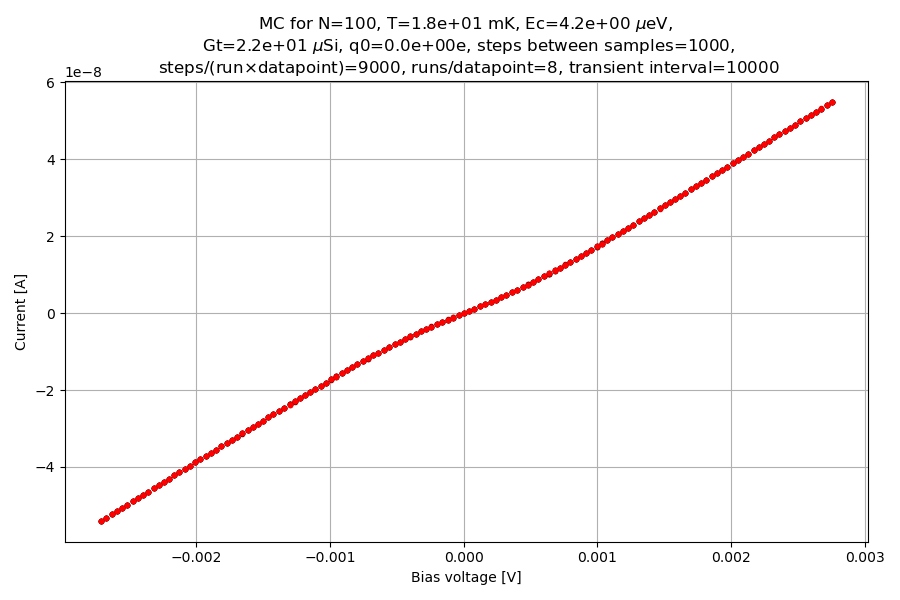 MC for N=100, T=1.8e+01 mK, Ec=4.2e+00 μeV,
Gt=2.2e+01 μSi, q0=0.0e+00e, steps between samples=1000,
steps/(run×datapoint)=9000, runs/datapoint=8, transient interval=10000
1e−8
6
4
2
0
−2
−4
Current [A]
−0.002 −0.001 0.000 0.001 0.002 0.003
Bias voltage [V]